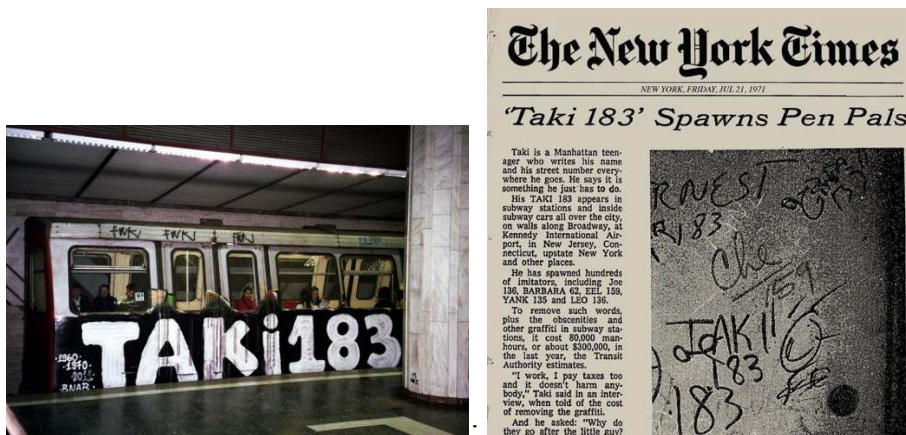 FWKJ FWKJ FWKJ
TAKi183
·1960·
·1970·
BNAR
The New York Times
NEW YORK, FRIDAY, JUL 21, 1971
‘Taki 183’ Spawns Pen Pals
Taki is a Manhattan teen-
ager who writes his name
and his street number every-
where he goes. He says it is
something he just has to do.
His TAKI 183 appears in
subway stations and inside
subway cars all over the city,
on walls along Broadway, at
Kennedy International Air-
port, in New Jersey, Con-
necticut, upstate New York
and other places.
He has spawned hundreds
of imitators, including Joe
136, BARBARA 62, EEL 159,
YANK 135 and LEO 136.
To remove such words,
plus the obscenities and
other graffiti in subway sta-
tions, it cost 80,000 man-
hours, or about $300,000, in
the last year, the Transit
Authority estimates.
“I work, I pay taxes too
and it doesn't harm any-
body,” Taki said in an inter-
view, when told of the cost
of removing the graffiti.
And he asked: “Why do
they go after the little guy?
RNEST
183
Che
159
TAKI
183
183